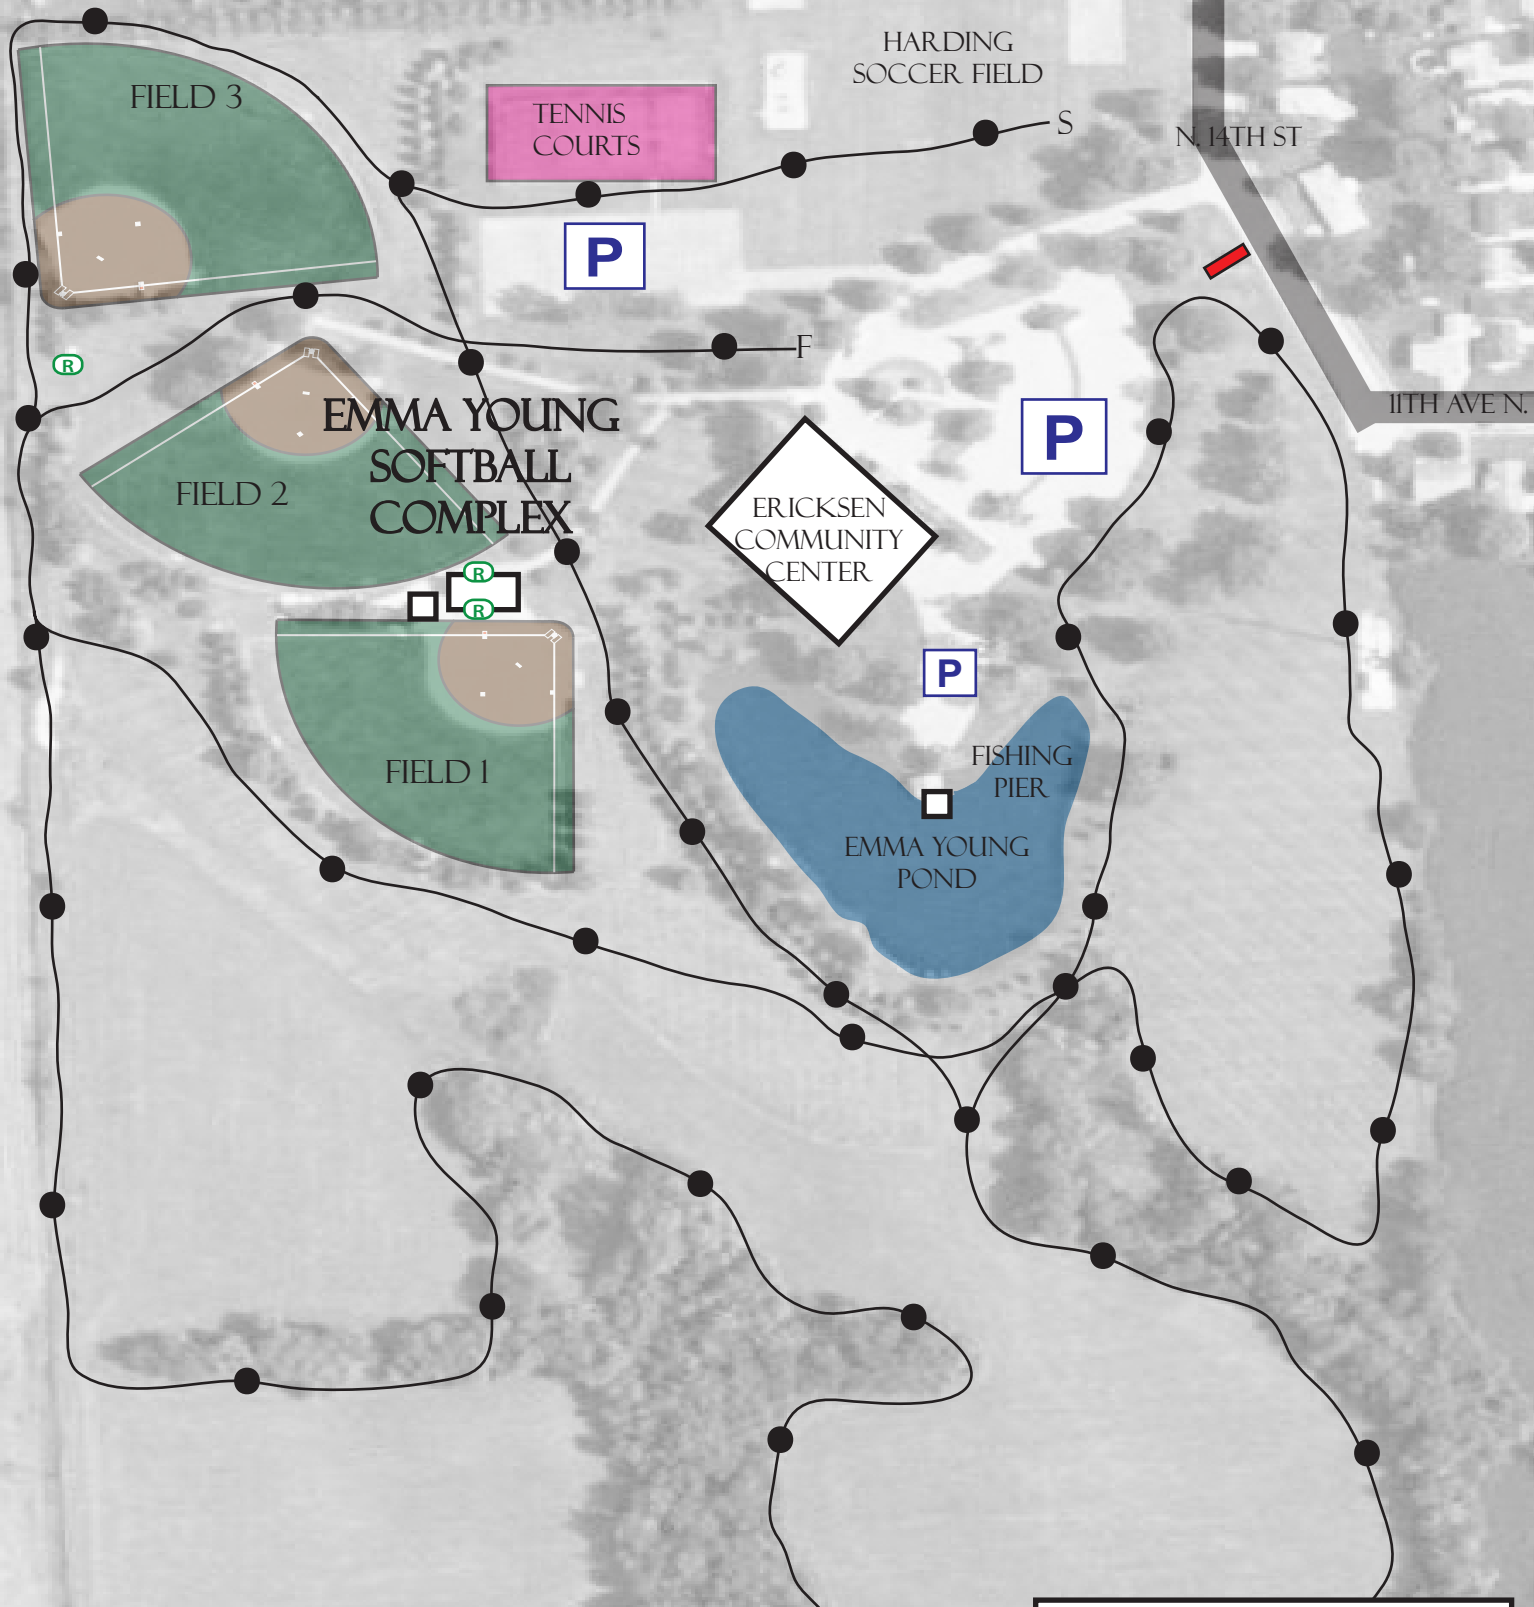 HARDING
SOCCER FIELD
FIELD 3
TENNIS
COURTS
S
N. 14TH ST
P
F
R
11TH AVE N.
EMMA YOUNG
SOFTBALL
COMPLEX
P
FIELD 2
ERICKSEN
COMMUNITY
CENTER
R
R
P
FISHING
PIER
FIELD 1
EMMA YOUNG
POND